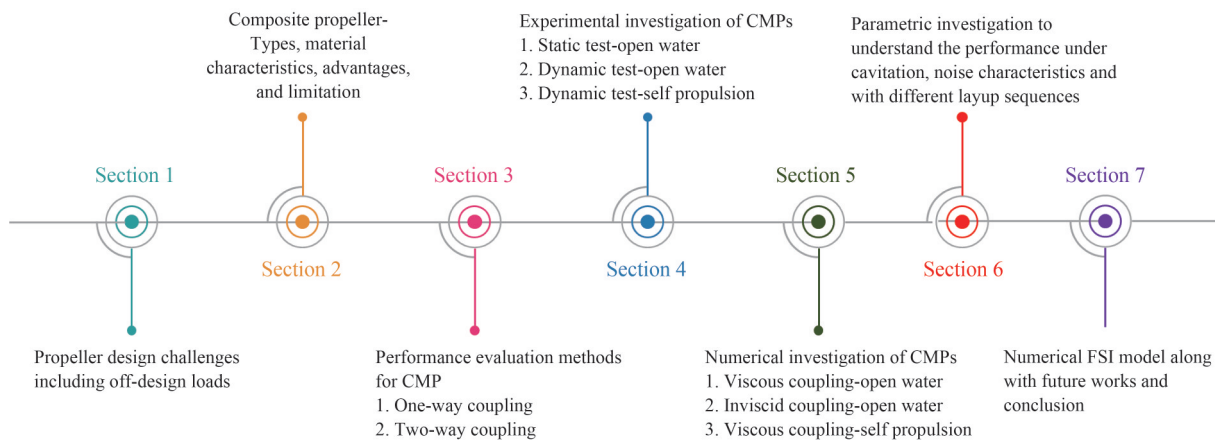 Composite propeller-
Types, material
characteristics, advantages,
and limitation
Experimental investigation of CMPs
1. Static test-open water
2. Dynamic test-open water
3. Dynamic test-self propulsion
Parametric investigation to
understand the performance under
cavitation, noise characteristics and
with different layup sequences
Section 1
Section 3
Section 5
Section 7
Section 2
Section 4
Section 6
Propeller design challenges
including off-design loads
Performance evaluation methods
for CMP
1. One-way coupling
2. Two-way coupling
Numerical investigation of CMPs
1. Viscous coupling-open water
2. Inviscid coupling-open water
3. Viscous coupling-self propulsion
Numerical FSI model along
with future works and
conclusion